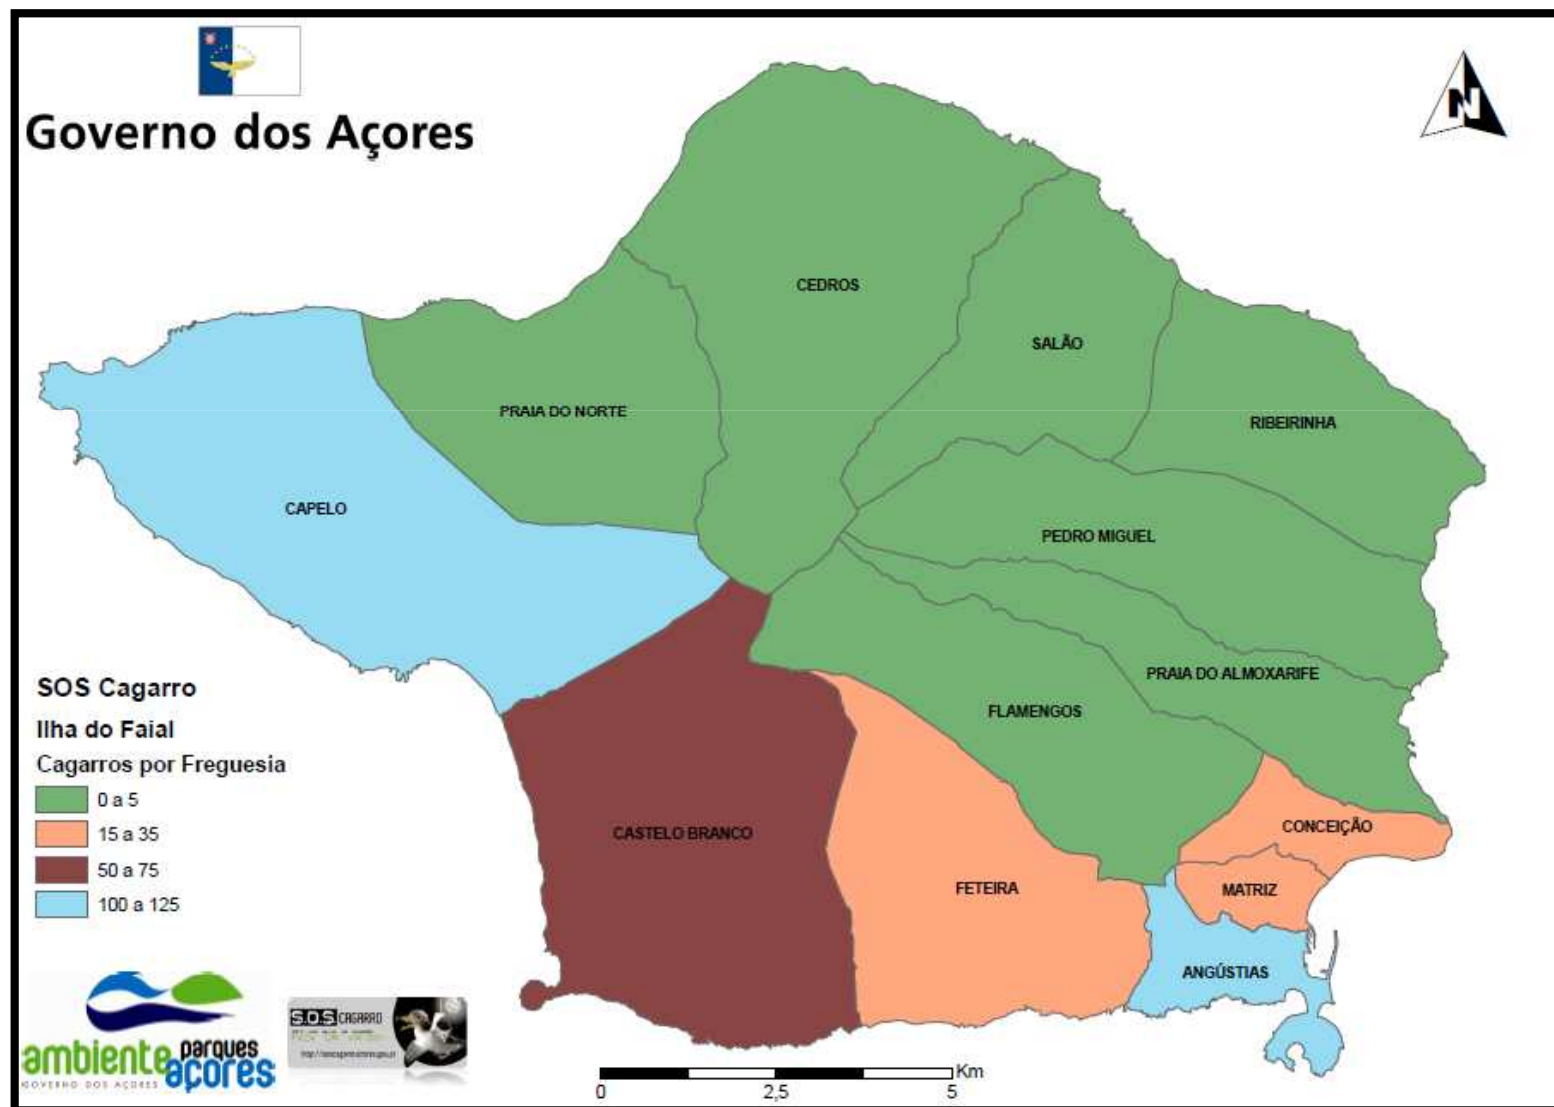 Governo dos Açores
N
CEDROS
SALÃO
PRAIA DO NORTE
RIBEIRINHA
CAPELO
PEDRO MIGUEL
PRAIA DO ALMOXARIFE
FLAMENGOS
CONCEIÇÃO
CASTELO BRANCO
FETEIRA
MATRIZ
ANGÚSTIAS
SOS Cagarro
Ilha do Faial
Cagarros por Freguesia
0 a 5
15 a 35
50 a 75
100 a 125
ambiente parques açores
GOVERNO DOS AÇORES
S.O.S CAGARRO
Km
0 2,5 5